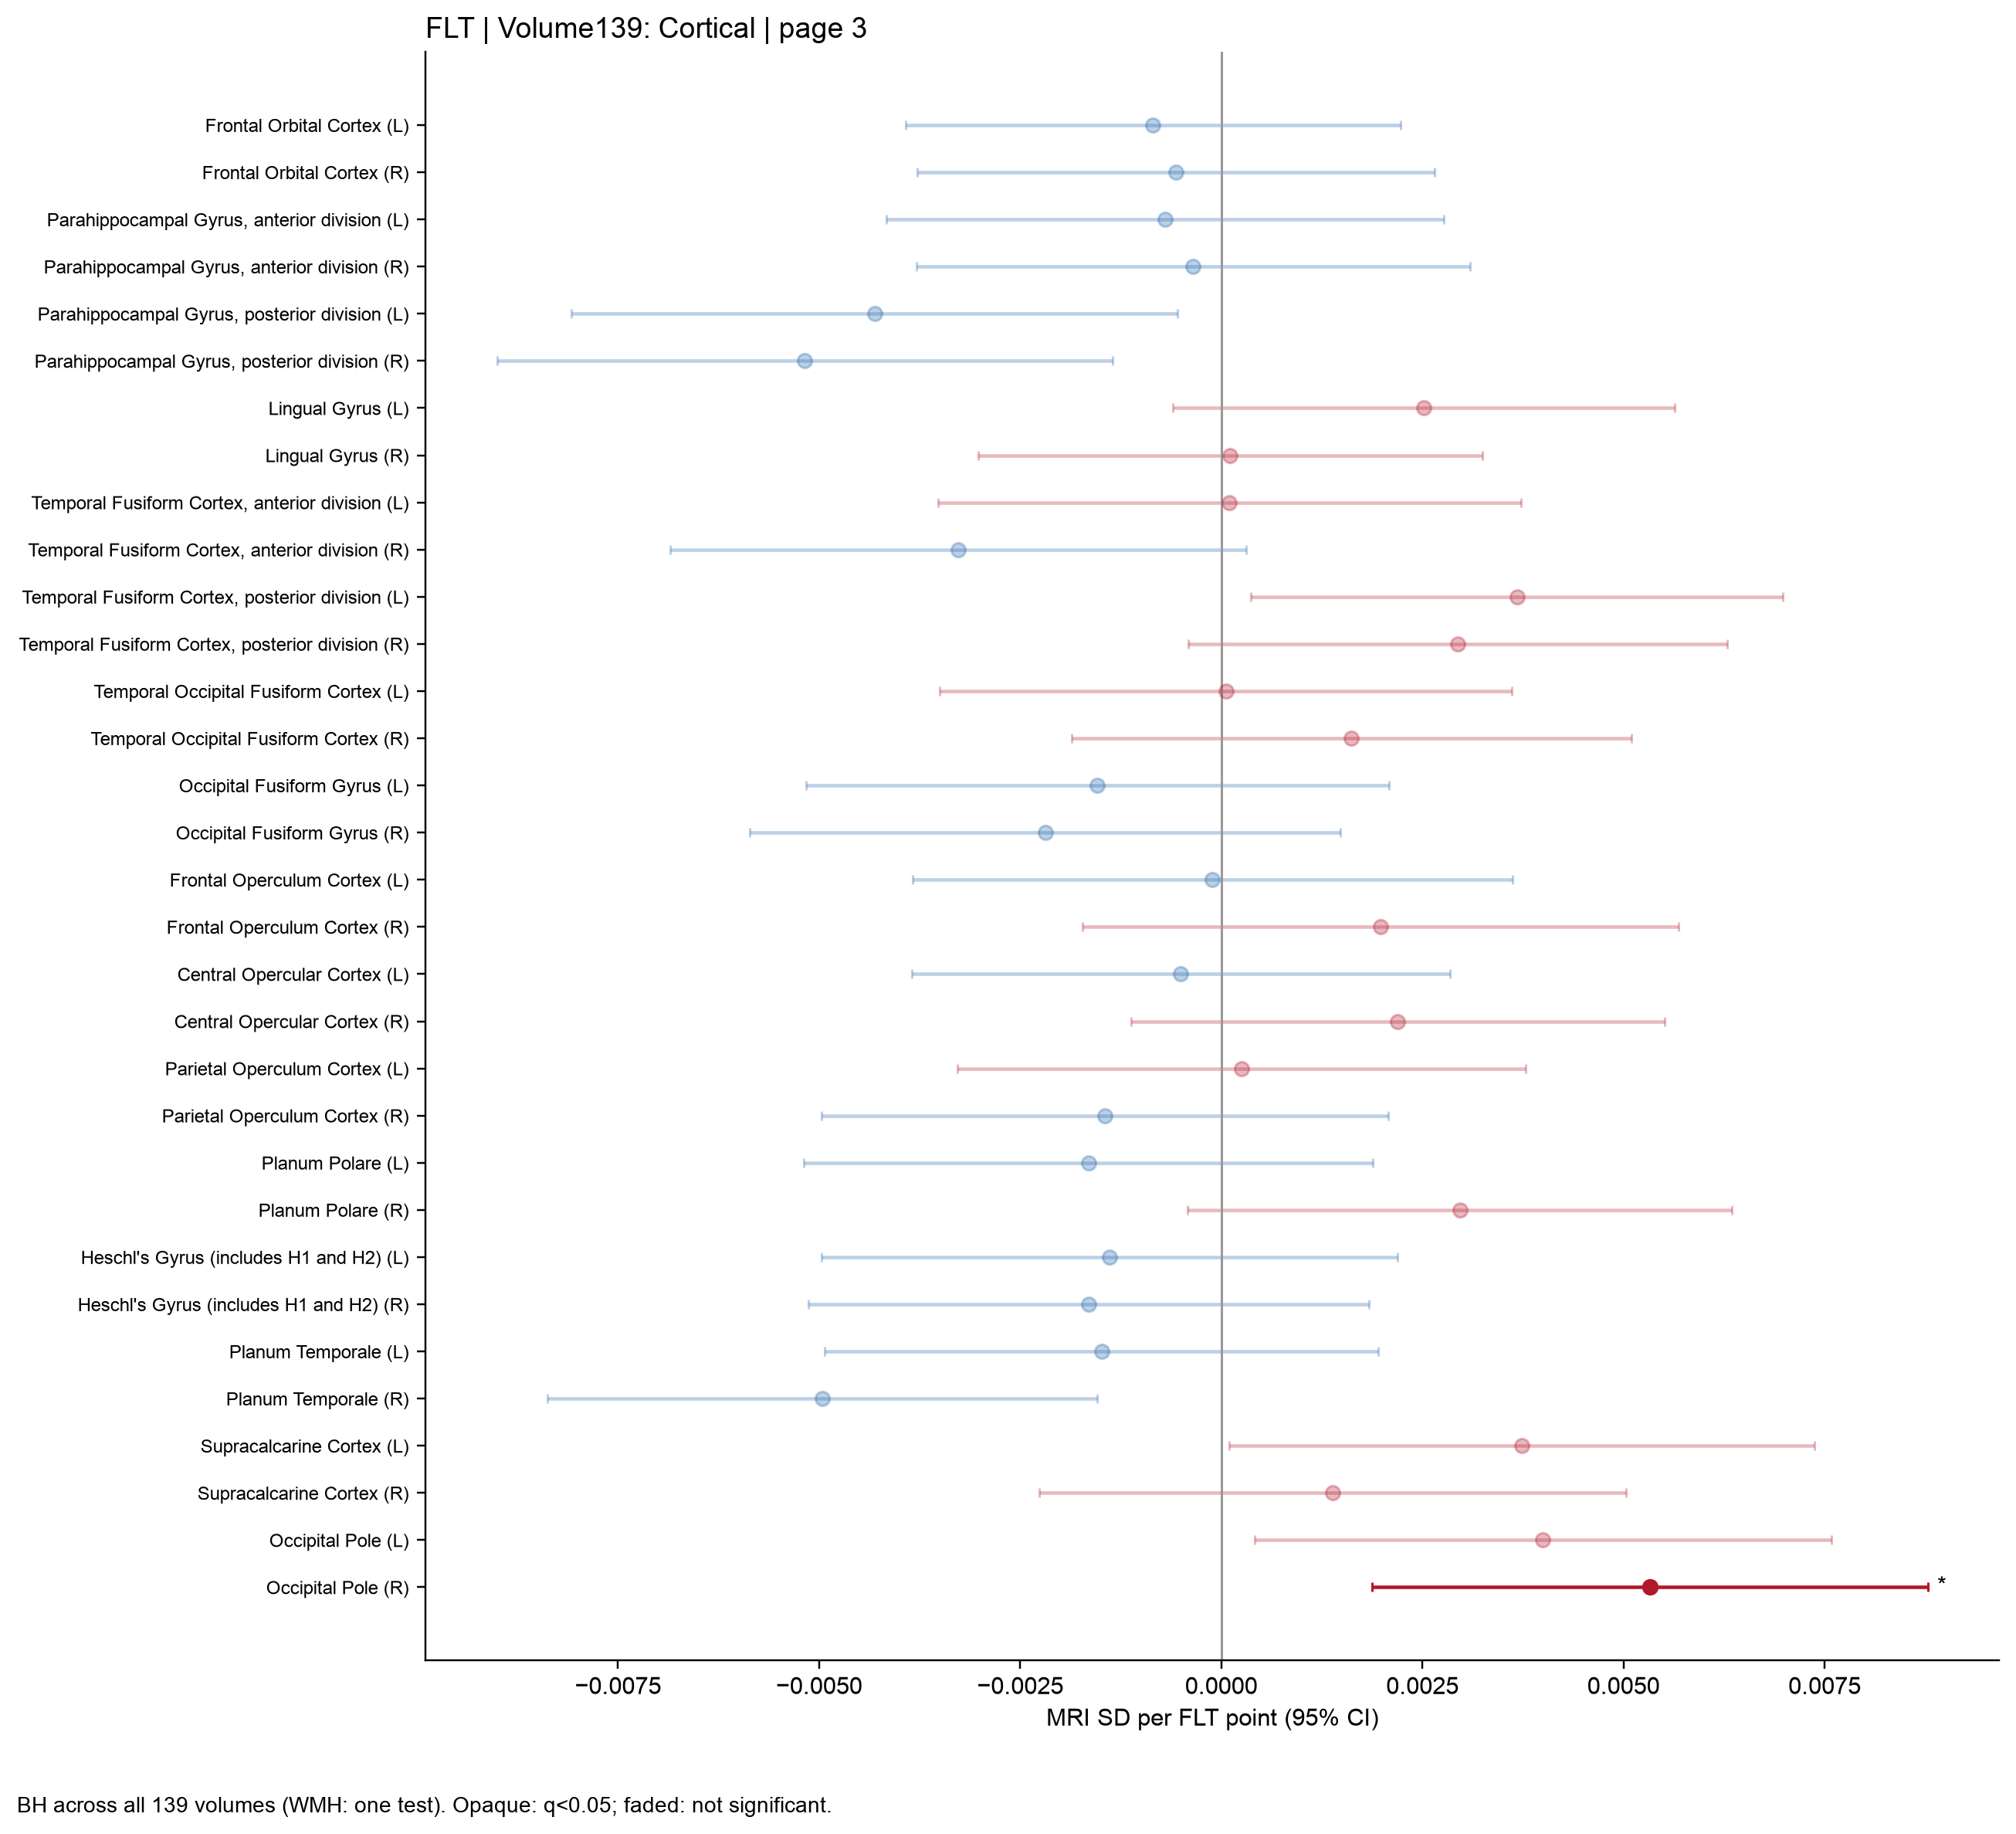 FLT | Volume139: Cortical | page 3
Frontal Orbital Cortex (L)
Frontal Orbital Cortex (R)
Parahippocampal Gyrus, anterior division (L)
Parahippocampal Gyrus, anterior division (R)
Parahippocampal Gyrus, posterior division (L)
Parahippocampal Gyrus, posterior division (R)
Lingual Gyrus (L)
Lingual Gyrus (R)
Temporal Fusiform Cortex, anterior division (L)
Temporal Fusiform Cortex, anterior division (R)
Temporal Fusiform Cortex, posterior division (L)
Temporal Fusiform Cortex, posterior division (R)
Temporal Occipital Fusiform Cortex (L)
Temporal Occipital Fusiform Cortex (R)
Occipital Fusiform Gyrus (L)
Occipital Fusiform Gyrus (R)
Frontal Operculum Cortex (L)
Frontal Operculum Cortex (R)
Central Opercular Cortex (L)
Central Opercular Cortex (R)
Parietal Operculum Cortex (L)
Parietal Operculum Cortex (R)
Planum Polare (L)
Planum Polare (R)
Heschl's Gyrus (includes H1 and H2) (L)
Heschl's Gyrus (includes H1 and H2) (R)
Planum Temporale (L)
Planum Temporale (R)
Supracalcarine Cortex (L)
Supracalcarine Cortex (R)
Occipital Pole (L)
Occipital Pole (R) *
−0.0075 −0.0050 −0.0025 0.0000 0.0025 0.0050 0.0075
MRI SD per FLT point (95% CI)
BH across all 139 volumes (WMH: one test). Opaque: q<0.05; faded: not significant.